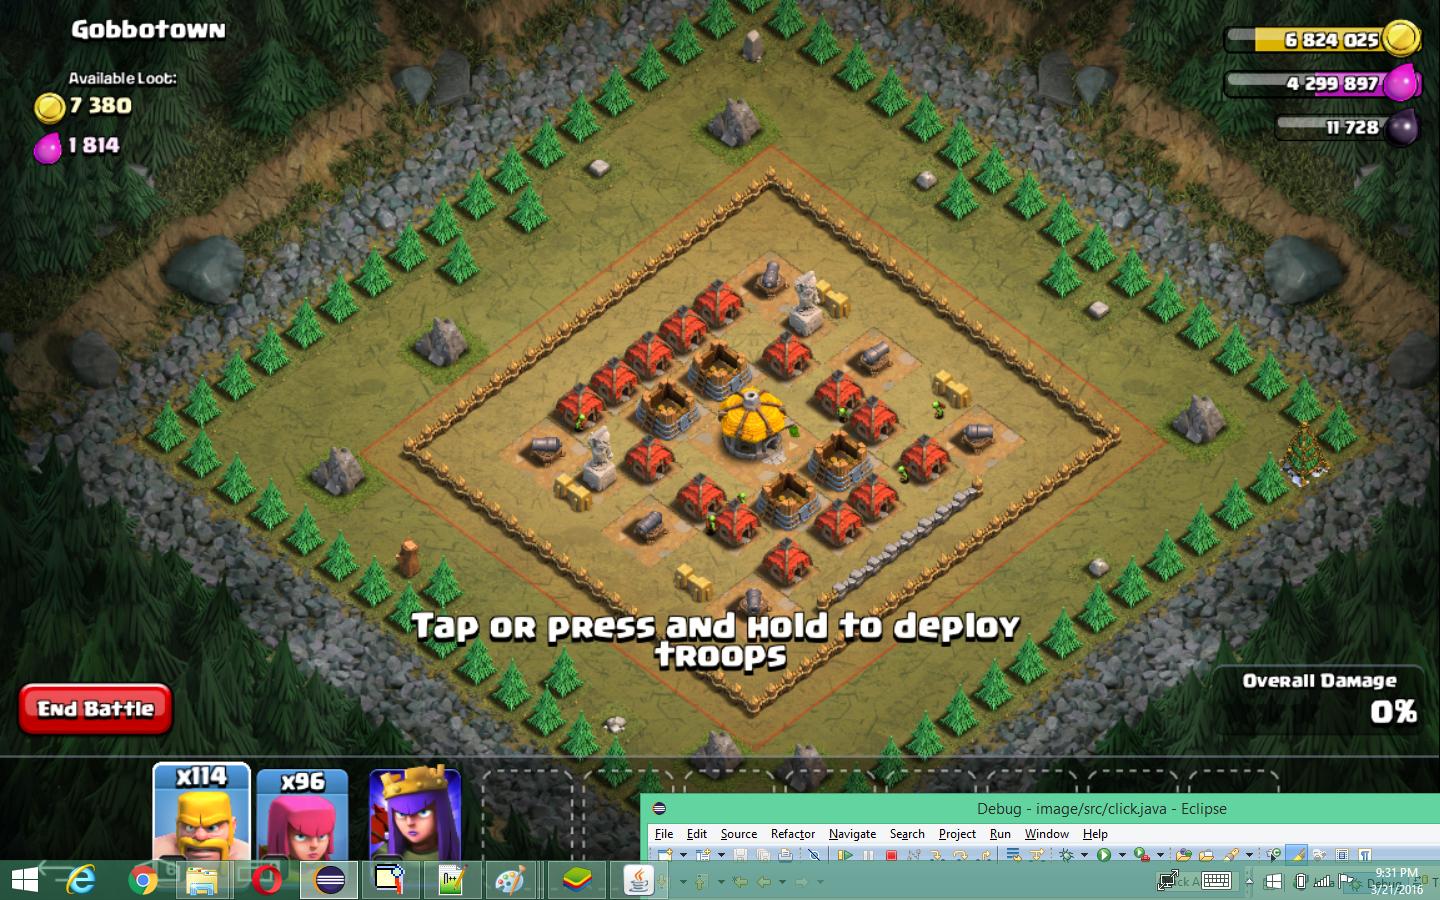 Gobbotown
Available Loot:
7 380
1 814
6 824 025
4 299 897
11 728
Tap or press and hold to deploy
troops
End Battle
Overall Damage
0%
x114
x96
Debug - image/src/click.java - Eclipse
File Edit Source Refactor Navigate Search Project Run Window Help
9:31 PM
3/21/2016